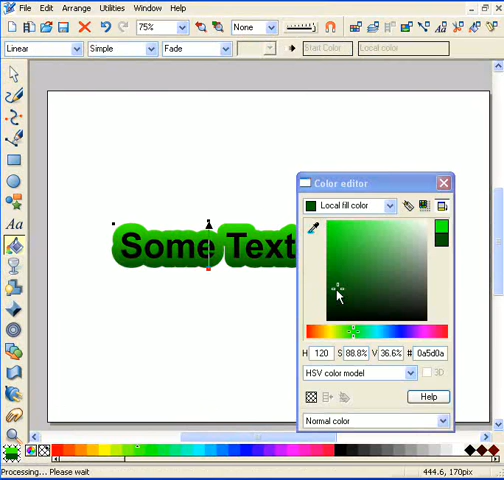 File Edit Arrange Utilities Window Help
75% None
Linear Simple Fade Start Color Local color
Some Text
Color editor
Local fill color
H 120 S 88.8% V 36.6% # 0a5d0a
HSV color model 3D
Help
Normal color
Processing... Please wait 444.6, 170pix